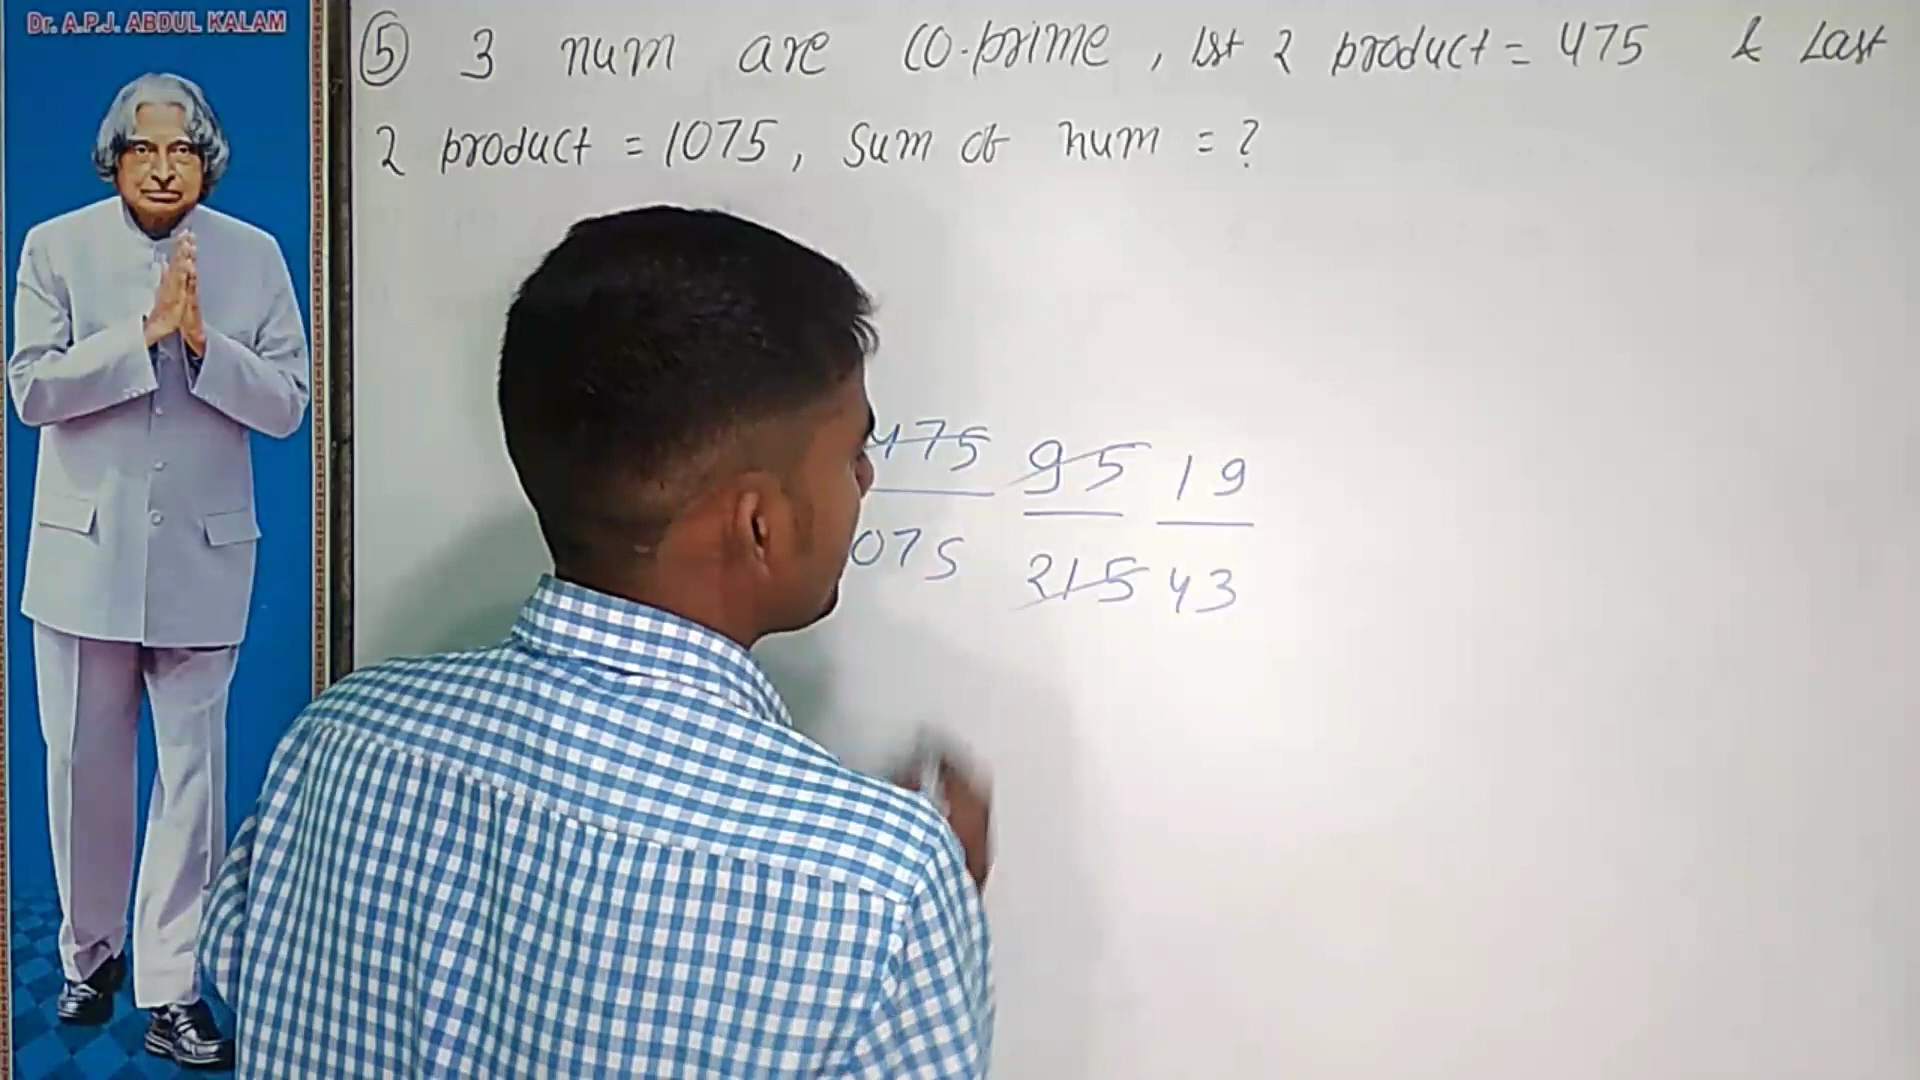 Dr. A.P.J. ABDUL KALAM
⑤ 3 num are co-prime, 1st 2 product = 475 & Last
2 product = 1075, Sum of num = ?
475 95 19
075 215 43